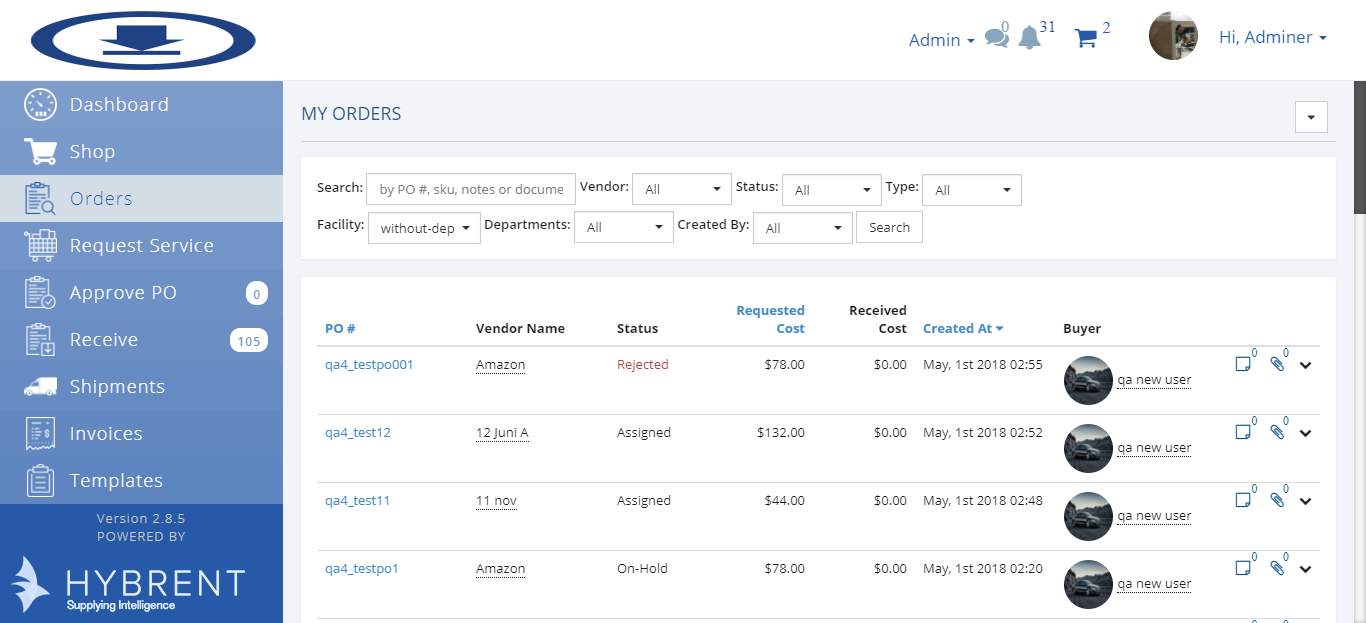 Admin
0
31
2
Hi, Adminer
Dashboard
Shop
Orders
Request Service
Approve PO 0
Receive 105
Shipments
Invoices
Templates
Version 2.8.5
POWERED BY
HYBRENT
Supplying Intelligence
MY ORDERS
Search: by PO #, sku, notes or docume Vendor: All Status: All Type: All
Facility: without-dep Departments: All Created By: All Search
PO # Vendor Name Status Requested Cost Received Cost Created At Buyer
qa4_testpo001 Amazon Rejected $78.00 $0.00 May, 1st 2018 02:55 qa new user 0 0
qa4_test12 12 Juni A Assigned $132.00 $0.00 May, 1st 2018 02:52 qa new user 0 0
qa4_test11 11 nov Assigned $44.00 $0.00 May, 1st 2018 02:48 qa new user 0 0
qa4_testpo1 Amazon On-Hold $78.00 $0.00 May, 1st 2018 02:20 qa new user 0 0